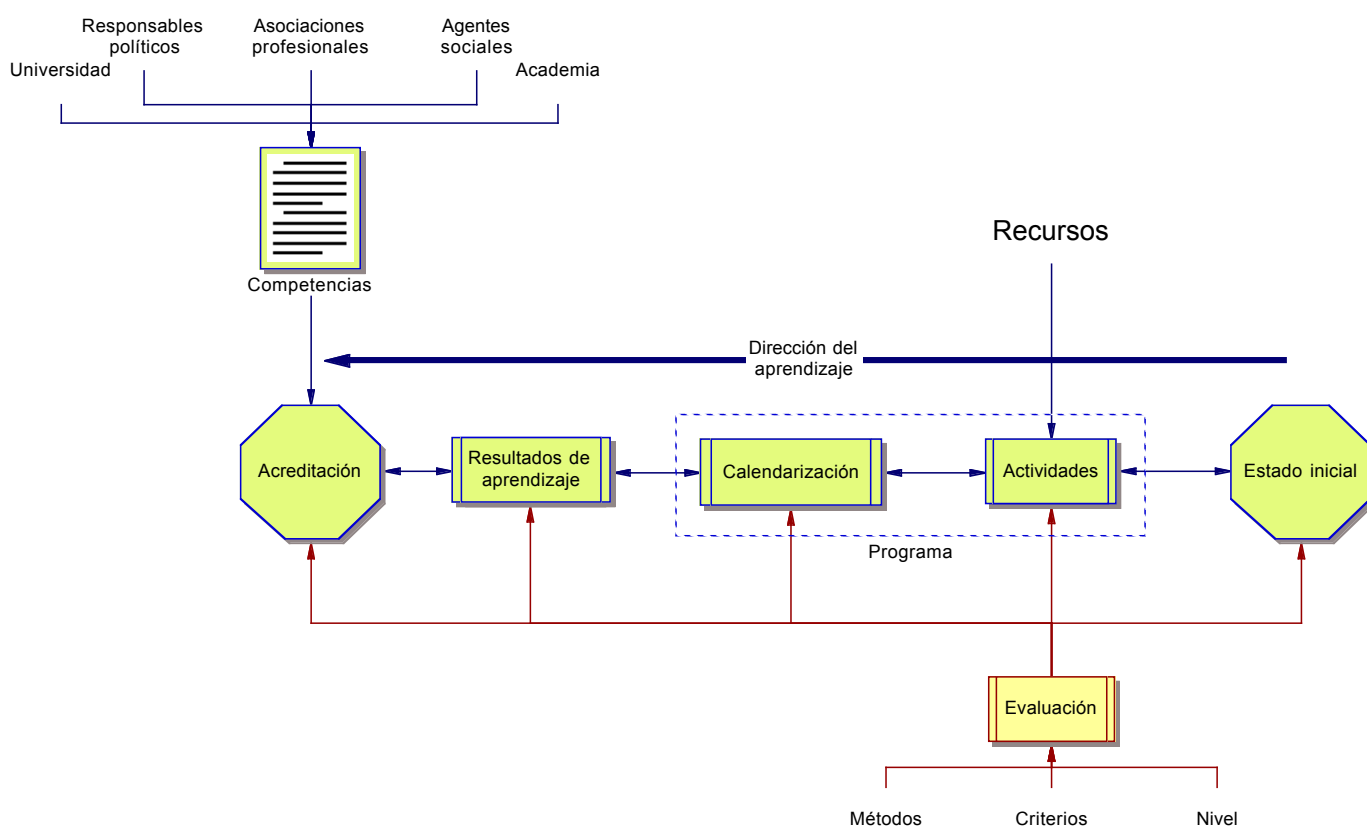 Responsables
políticos
Asociaciones
profesionales
Agentes
sociales
Universidad
Academia
Competencias
Recursos
Dirección del
aprendizaje
Acreditación
Resultados de
aprendizaje
Calendarización
Actividades
Estado inicial
Programa
Evaluación
Métodos
Criterios
Nivel